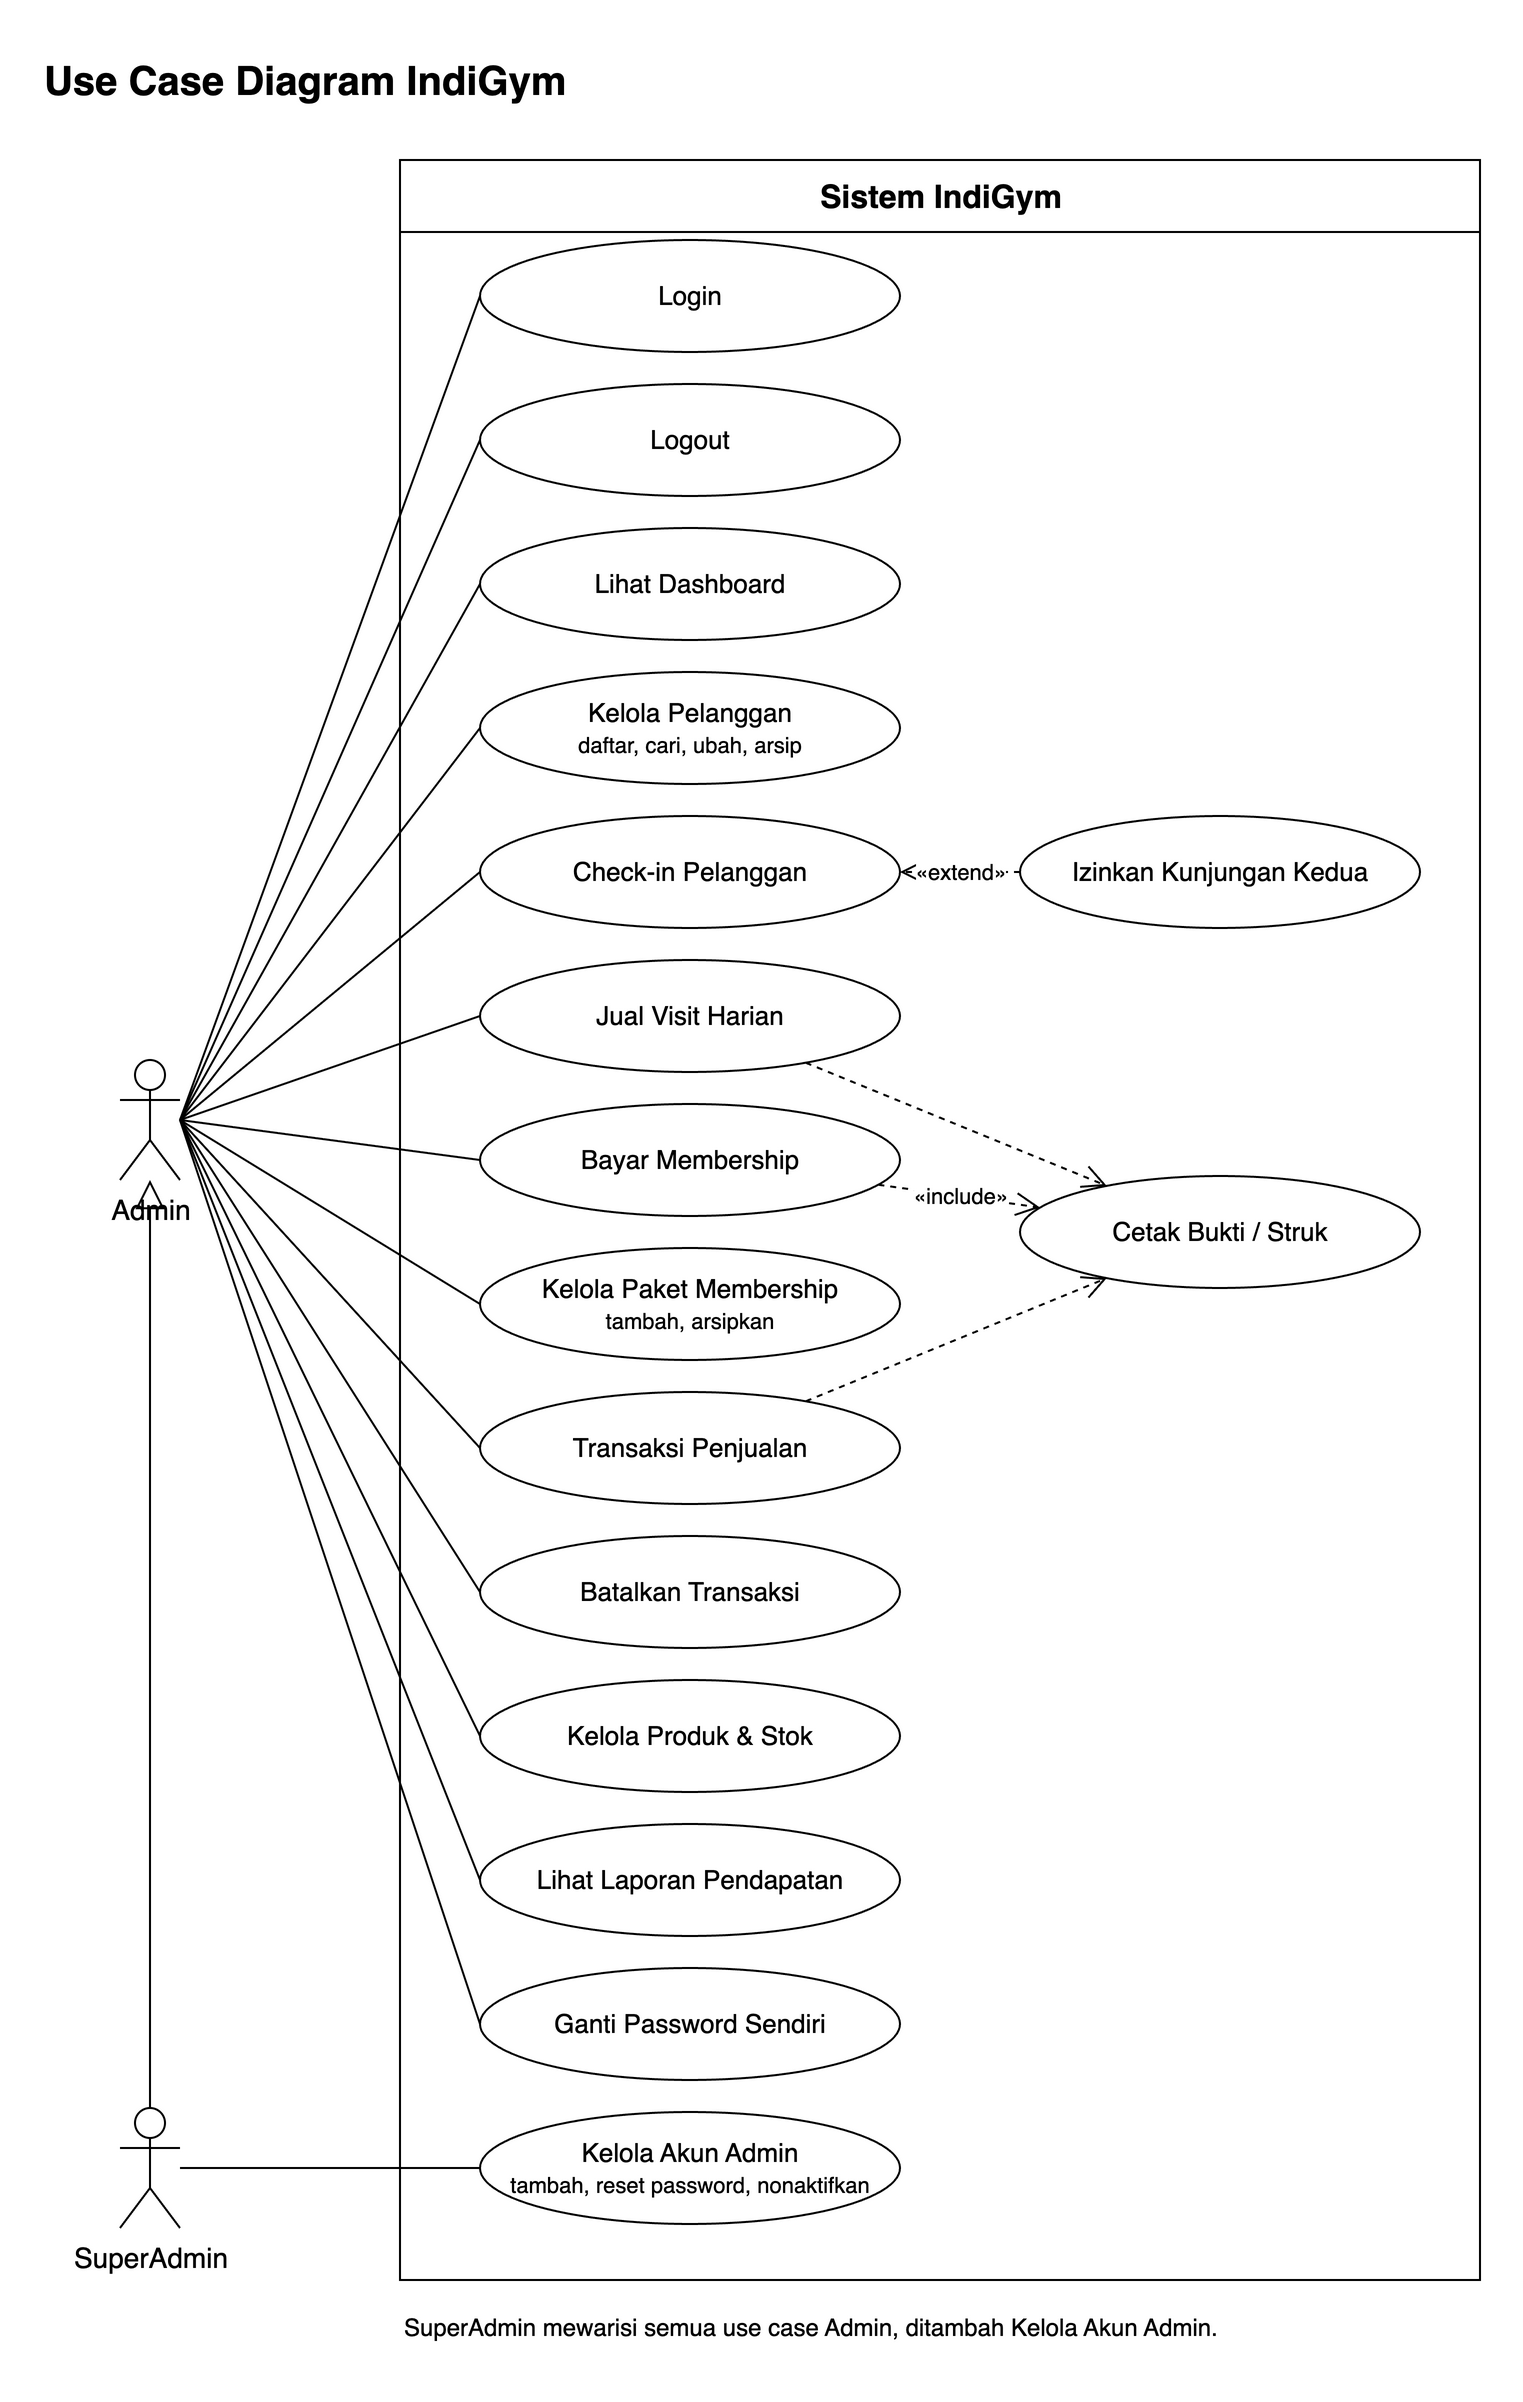 Use Case Diagram IndiGym
Sistem IndiGym
Login
Logout
Lihat Dashboard
Kelola Pelanggan
daftar, cari, ubah, arsip
Check-in Pelanggan
«extend»
Izinkan Kunjungan Kedua
Jual Visit Harian
Bayar Membership
«include»
Cetak Bukti / Struk
Admin
Kelola Paket Membership
tambah, arsipkan
Transaksi Penjualan
Batalkan Transaksi
Kelola Produk & Stok
Lihat Laporan Pendapatan
Ganti Password Sendiri
Kelola Akun Admin
tambah, reset password, nonaktifkan
SuperAdmin
SuperAdmin mewarisi semua use case Admin, ditambah Kelola Akun Admin.